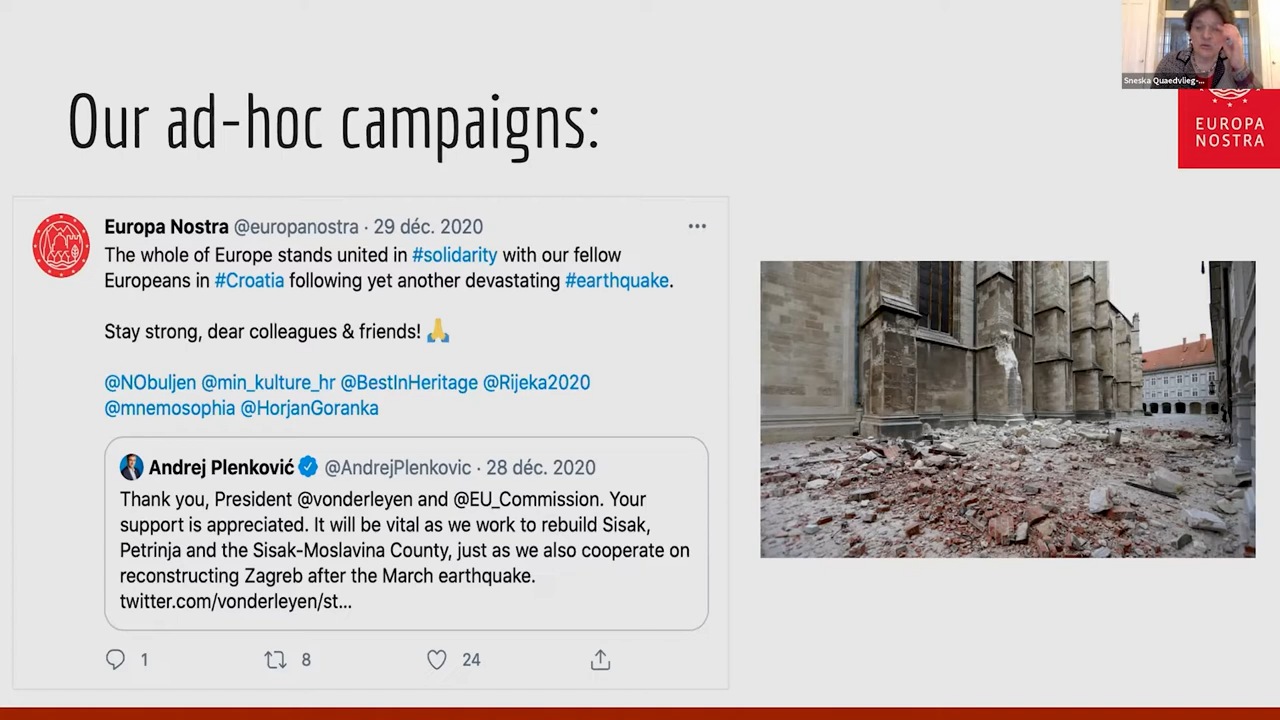 Sneska Quaedvlieg-...
EUROPA
NOSTRA
Our ad-hoc campaigns:
Europa Nostra @europanostra · 29 déc. 2020
The whole of Europe stands united in #solidarity with our fellow
Europeans in #Croatia following yet another devastating #earthquake.
Stay strong, dear colleagues & friends! 🙏
@NObuljen @min_kulture_hr @BestInHeritage @Rijeka2020
@mnemosophia @HorjanGoranka
Andrej Plenković @AndrejPlenkovic · 28 déc. 2020
Thank you, President @vonderleyen and @EU_Commission. Your
support is appreciated. It will be vital as we work to rebuild Sisak,
Petrinja and the Sisak-Moslavina County, just as we also cooperate on
reconstructing Zagreb after the March earthquake.
twitter.com/vonderleyen/st...
1 8 24